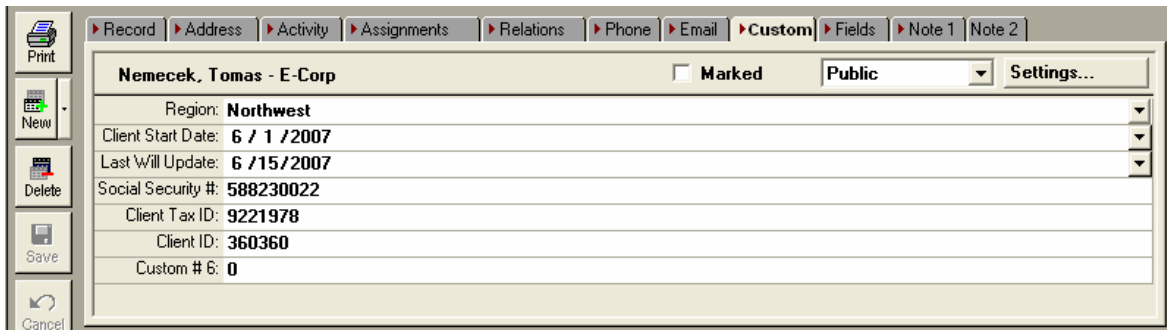 Record Address Activity Assignments Relations Phone Email Custom Fields Note 1 Note 2
Print
Nemecek, Tomas - E-Corp Marked Public Settings...
New
Region: Northwest
Client Start Date: 6 / 1 /2007
Last Will Update: 6 /15/2007
Delete
Social Security #: 588230022
Client Tax ID: 9221978
Client ID: 360360
Save
Custom # 6: 0
Cancel